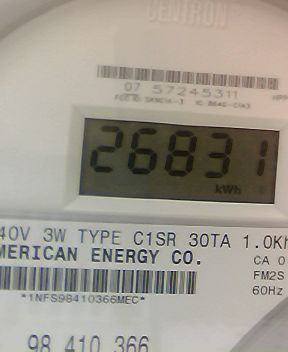 CENTRON
07 57245311
26831
kWh
40V 3W TYPE C1SR 30TA 1.0Kh
MERICAN ENERGY CO.
CA 0
FM2S
60Hz
*1NFS98410366MEC*
98 410 366